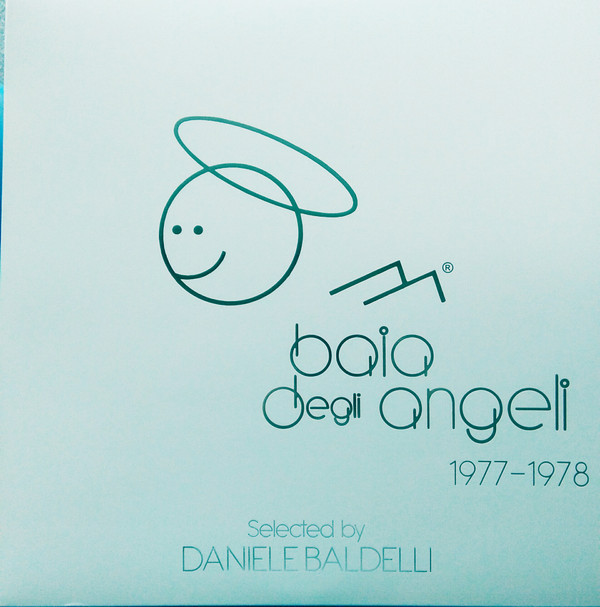 ®
baia
degli angeli
1977-1978
Selected by
DANIELE BALDELLI